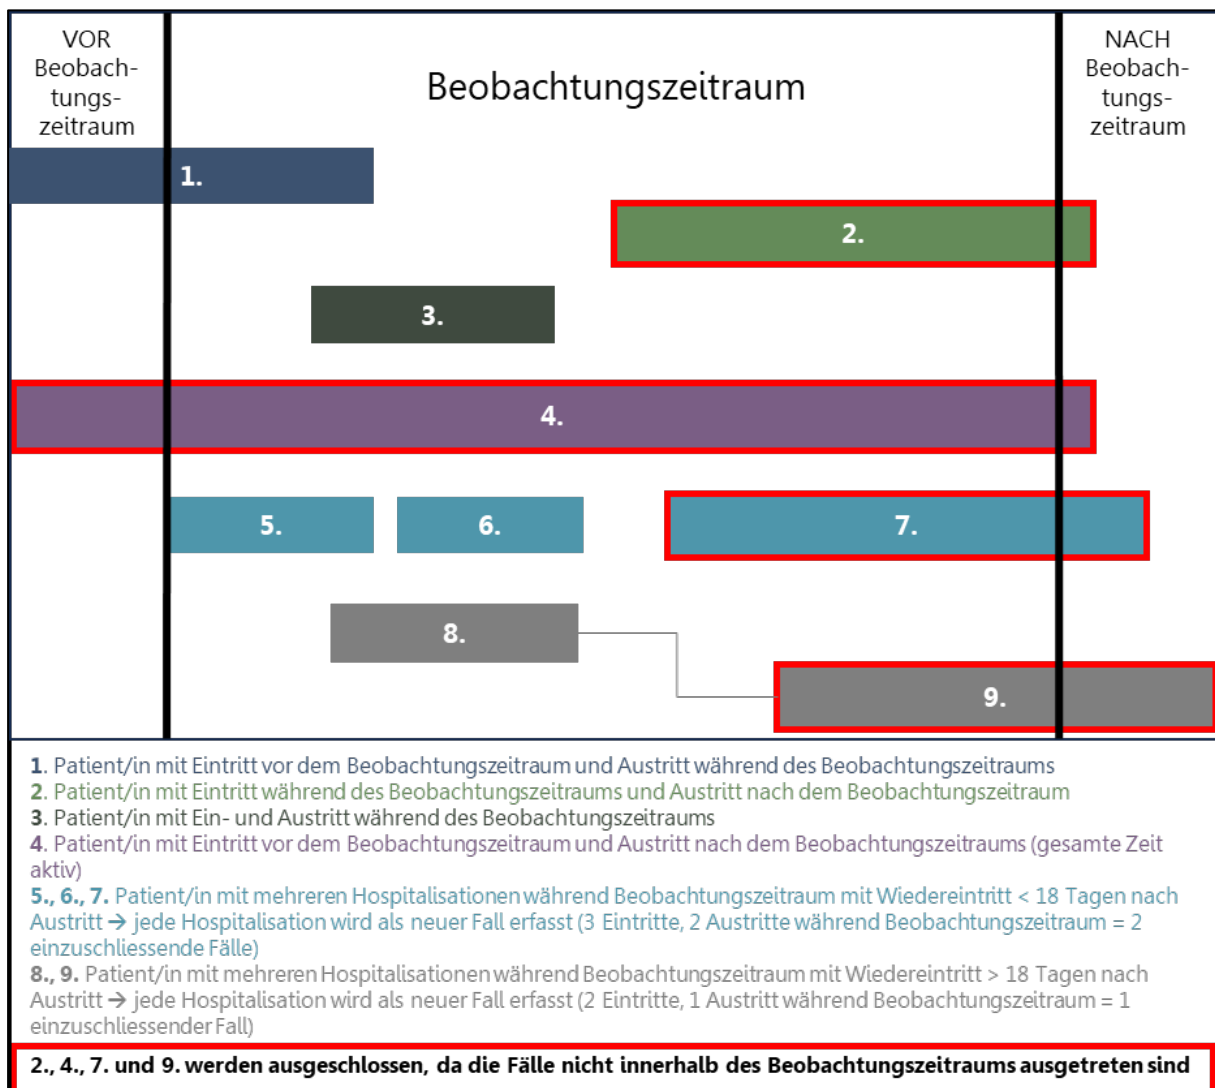 VOR
Beobach-
tungs-
zeitraum
Beobachtungszeitraum
NACH
Beobach-
tungs-
zeitraum
1.
2.
3.
4.
5.
6.
7.
8.
9.
1. Patient/in mit Eintritt vor dem Beobachtungszeitraum und Austritt während des Beobachtungszeitraums
2. Patient/in mit Eintritt während des Beobachtungszeitraums und Austritt nach dem Beobachtungszeitraum
3. Patient/in mit Ein- und Austritt während des Beobachtungszeitraums
4. Patient/in mit Eintritt vor dem Beobachtungszeitraum und Austritt nach dem Beobachtungszeitraums (gesamte Zeit
aktiv)
5., 6., 7. Patient/in mit mehreren Hospitalisationen während Beobachtungszeitraum mit Wiedereintritt < 18 Tagen nach
Austritt → jede Hospitalisation wird als neuer Fall erfasst (3 Eintritte, 2 Austritte während Beobachtungszeitraum = 2
einzuschliessende Fälle)
8., 9. Patient/in mit mehreren Hospitalisationen während Beobachtungszeitraum mit Wiedereintritt > 18 Tagen nach
Austritt → jede Hospitalisation wird als neuer Fall erfasst (2 Eintritte, 1 Austritt während Beobachtungszeitraum = 1
einzuschliessender Fall)
2., 4., 7. und 9. werden ausgeschlossen, da die Fälle nicht innerhalb des Beobachtungszeitraums ausgetreten sind